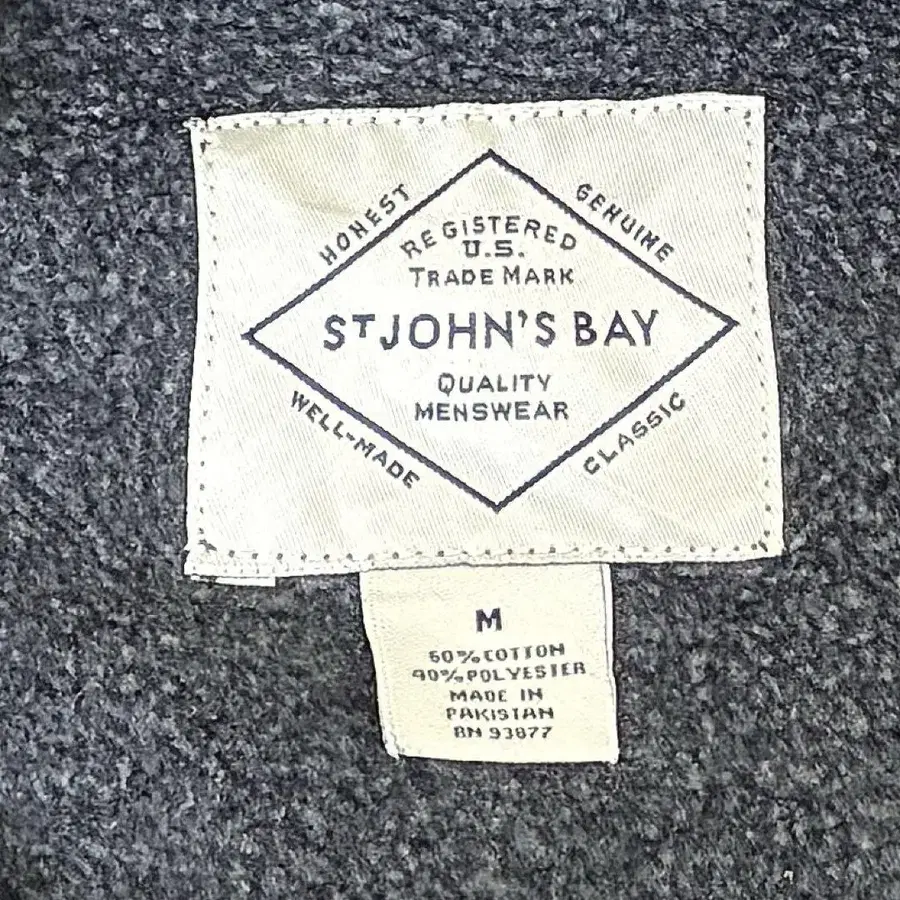 HONEST
GENUINE
REGISTERED
U.S.
TRADE MARK
ST JOHN'S BAY
QUALITY
MENSWEAR
WELL-MADE
CLASSIC
M
60% COTTON
40% POLYESTER
MADE IN
PAKISTAN
RN 93677